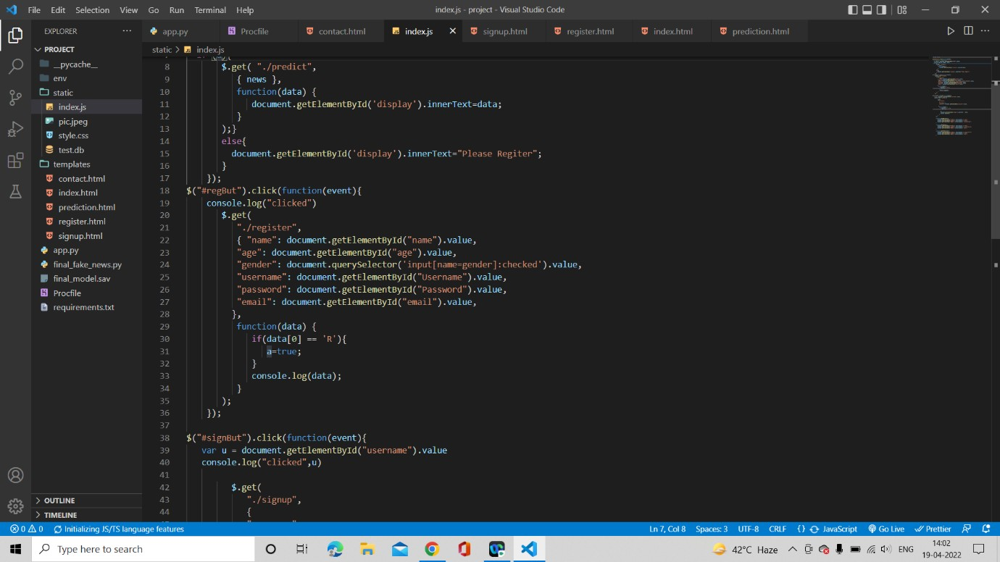 File Edit Selection View Go Run Terminal Help
index.js - project - Visual Studio Code
EXPLORER
app.py
Procfile
contact.html
index.js
signup.html
register.html
index.html
prediction.html
PROJECT
__pycache__
env
static
index.js
pic.jpeg
style.css
test.db
templates
contact.html
index.html
prediction.html
register.html
signup.html
app.py
final_fake_news.py
final_model.sav
Procfile
requirements.txt
OUTLINE
TIMELINE
static > index.js
8 $.get( "./predict",
9 { news },
10 function(data) {
11 document.getElementById('display').innerText=data;
12 }
13 );}
14 else{
15 document.getElementById('display').innerText="Please Regiter";
16 }
17 });
18 $("#regBut").click(function(event){
19 console.log("clicked")
20 $.get(
21 "./register",
22 { "name": document.getElementById("name").value,
23 "age": document.getElementById("age").value,
24 "gender": document.querySelector('input[name=gender]:checked').value,
25 "username": document.getElementById("Username").value,
26 "password": document.getElementById("Password").value,
27 "email": document.getElementById("email").value,
28 },
29 function(data) {
30 if(data[0] == 'R'){
31 a=true;
32 }
33 console.log(data);
34 }
35 );
36 });
37
38 $("#signBut").click(function(event){
39 var u = document.getElementById("username").value
40 console.log("clicked",u)
41
42 $.get(
43 "./signup",
44 {
0 0 Initializing JS/TS language features
Ln 7, Col 8 Spaces: 3 UTF-8 CRLF {} JavaScript Go Live Prettier
Type here to search
42°C Haze
ENG
14:02
19-04-2022